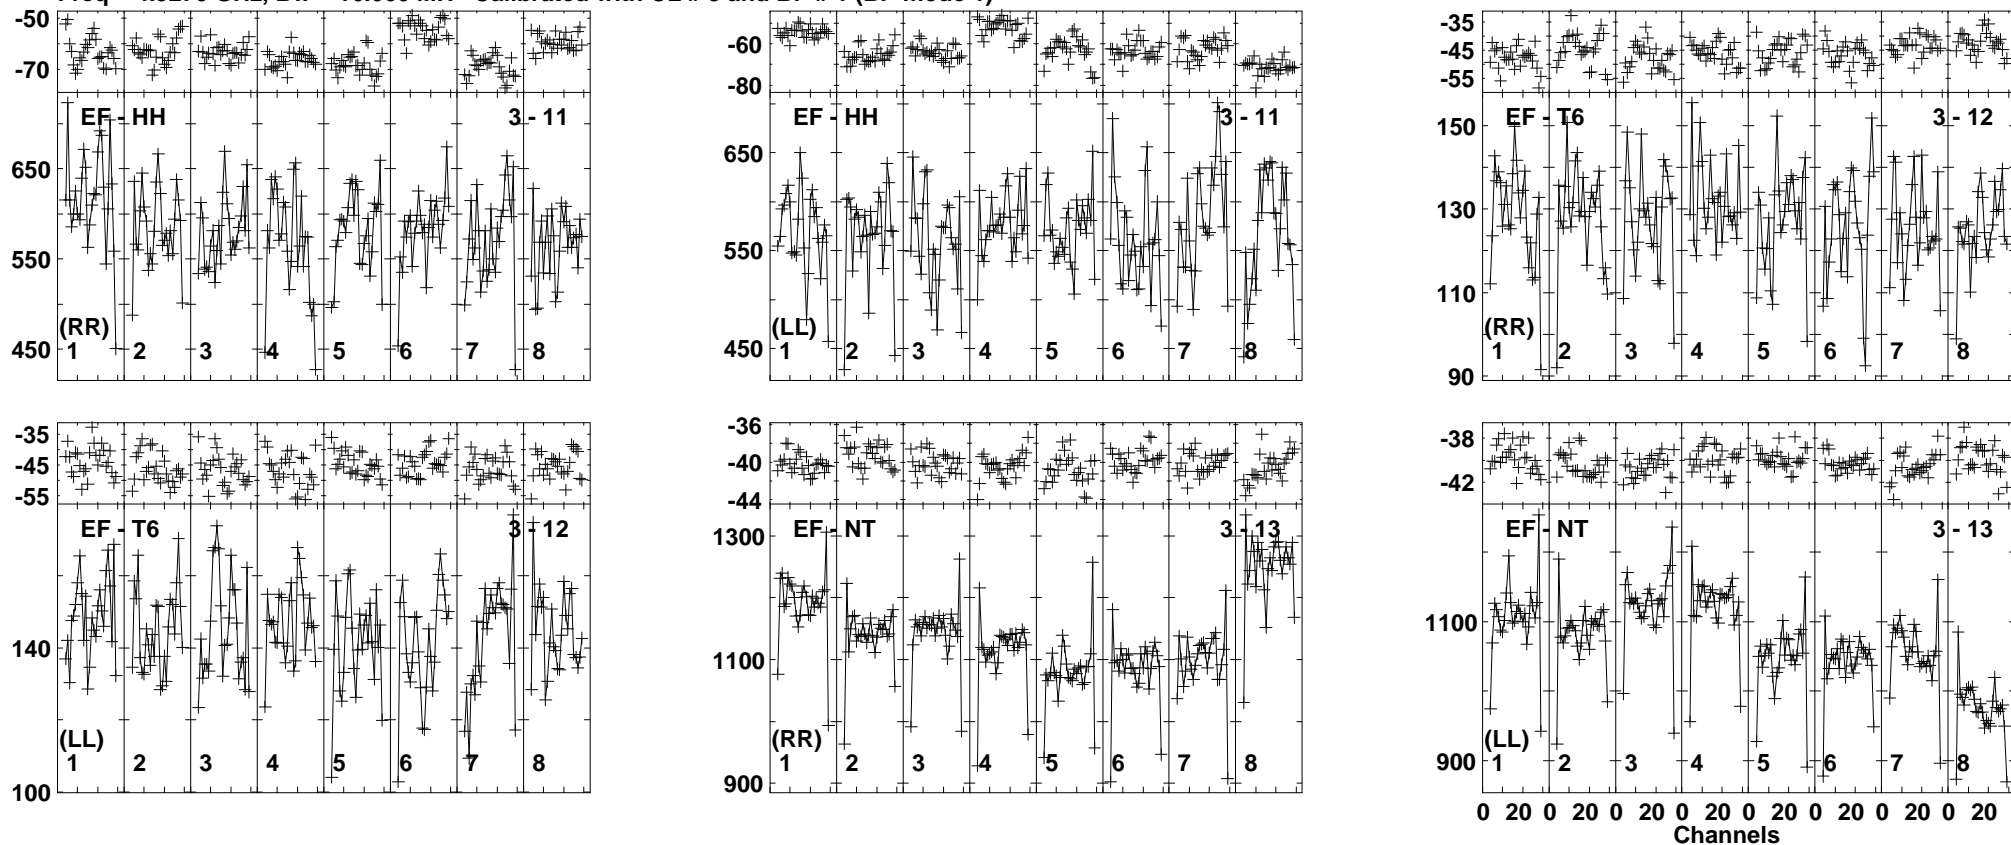 -50
-70
EF - HH 3 - 11
650
550
450
(RR)
1 2 3 4 5 6 7 8
-60
-80
EF - HH 3 - 11
650
550
450
(LL)
1 2 3 4 5 6 7 8
-35
-45
-55
EF - T6 3 - 12
150
130
110
90
(RR)
1 2 3 4 5 6 7 8
-35
-45
-55
EF - T6 3 - 12
140
100
(LL)
1 2 3 4 5 6 7 8
-36
-40
-44
EF - NT 3 - 13
1300
1100
900
(RR)
1 2 3 4 5 6 7 8
-38
-42
EF - NT 3 - 13
1100
900
(LL)
1 2 3 4 5 6 7 8
0 20 0 20 0 20 0 20 0 20 0 20 0 20 0 20
Channels